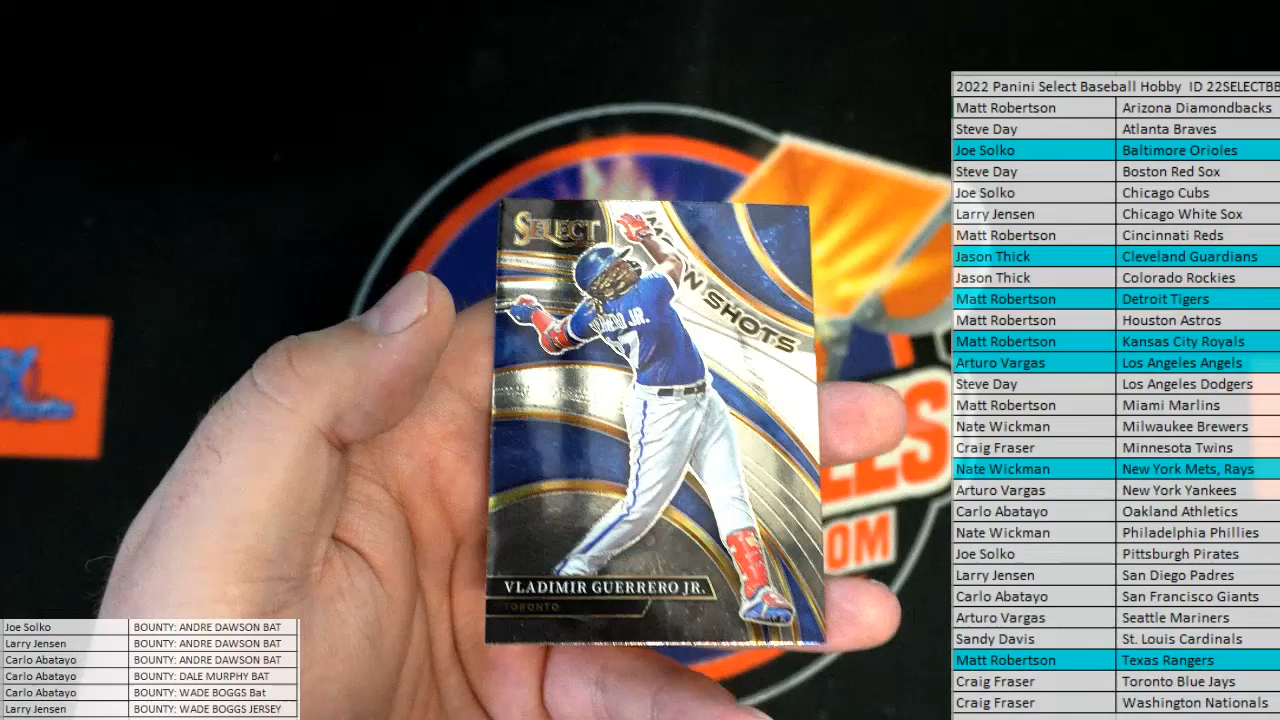 2022 Panini Select Baseball Hobby ID 22SELECTBB
Matt Robertson Arizona Diamondbacks
Steve Day Atlanta Braves
Joe Solko Baltimore Orioles
Steve Day Boston Red Sox
Joe Solko Chicago Cubs
Larry Jensen Chicago White Sox
Matt Robertson Cincinnati Reds
Jason Thick Cleveland Guardians
Jason Thick Colorado Rockies
Matt Robertson Detroit Tigers
Matt Robertson Houston Astros
Matt Robertson Kansas City Royals
Arturo Vargas Los Angeles Angels
Steve Day Los Angeles Dodgers
Matt Robertson Miami Marlins
Nate Wickman Milwaukee Brewers
Craig Fraser Minnesota Twins
Nate Wickman New York Mets, Rays
Arturo Vargas New York Yankees
Carlo Abatayo Oakland Athletics
Nate Wickman Philadelphia Phillies
Joe Solko Pittsburgh Pirates
Larry Jensen San Diego Padres
Carlo Abatayo San Francisco Giants
Arturo Vargas Seattle Mariners
Sandy Davis St. Louis Cardinals
Matt Robertson Texas Rangers
Craig Fraser Toronto Blue Jays
Craig Fraser Washington Nationals
SELECT
SHOTS
JR.
VLADIMIR GUERRERO JR.
TORONTO
OM
Joe Solko BOUNTY: ANDRE DAWSON BAT
Larry Jensen BOUNTY: ANDRE DAWSON BAT
Carlo Abatayo BOUNTY: ANDRE DAWSON BAT
Carlo Abatayo BOUNTY: DALE MURPHY BAT
Carlo Abatayo BOUNTY: WADE BOGGS Bat
Larry Jensen BOUNTY: WADE BOGGS JERSEY